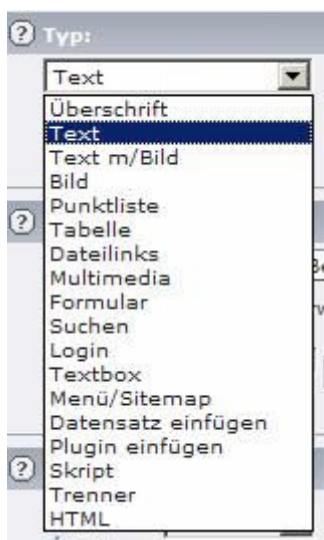 Typ:
Text
Überschrift
Text
Text m/Bild
Bild
Punktliste
Tabelle
Dateilinks
Multimedia
Formular
Suchen
Login
Textbox
Menü/Sitemap
Datensatz einfügen
Plugin einfügen
Skript
Trenner
HTML